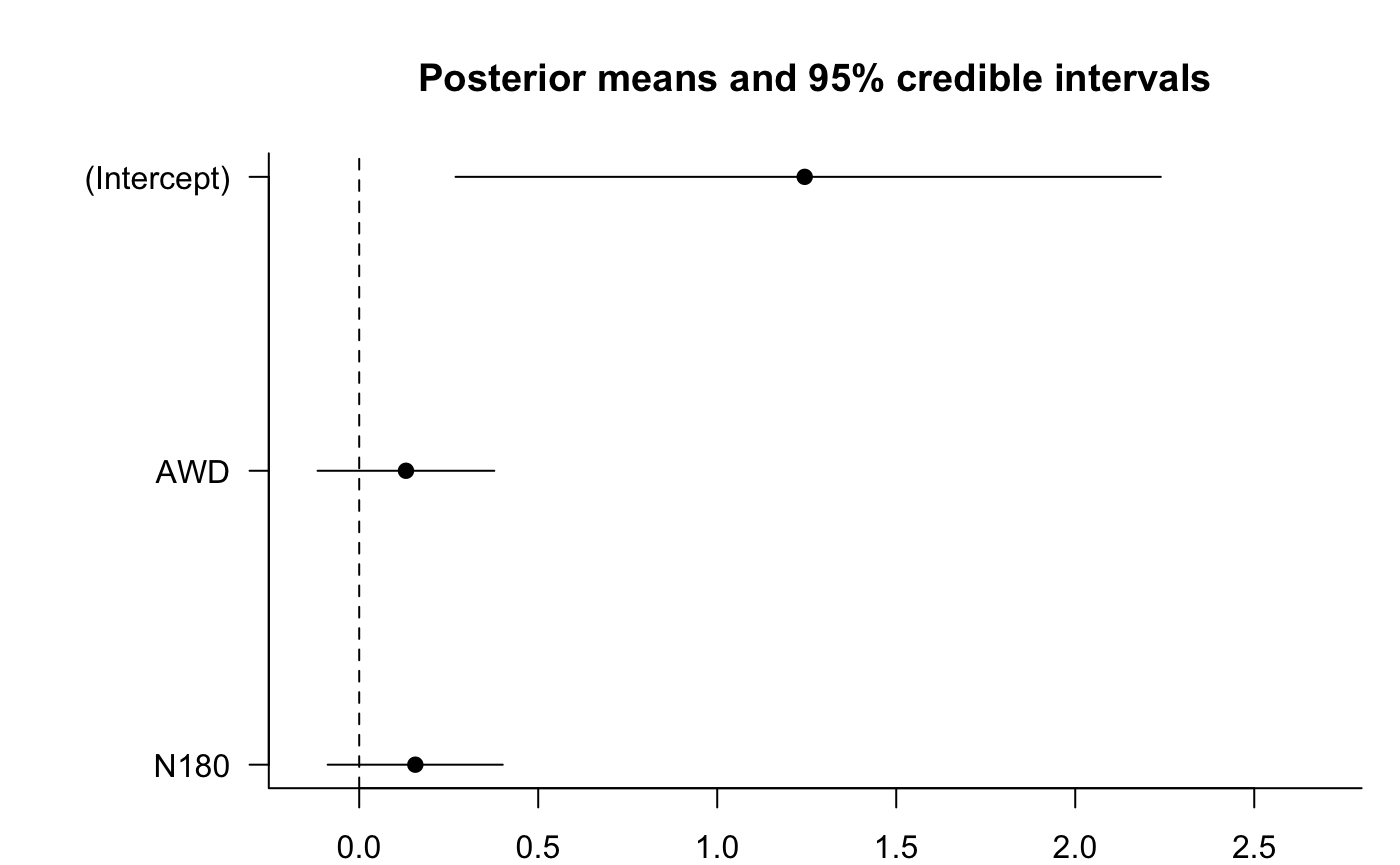 Posterior means and 95% credible intervals
(Intercept)
AWD
N180
0.0 0.5 1.0 1.5 2.0 2.5